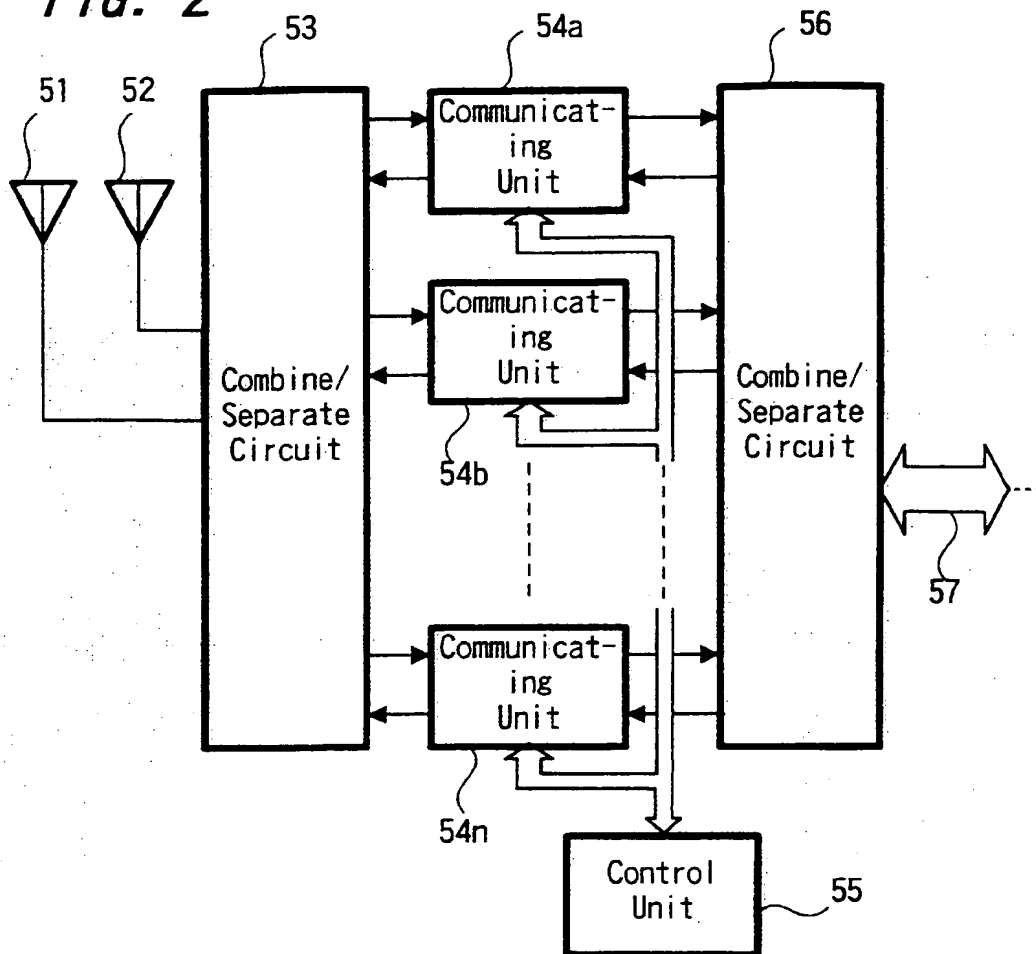 FIG. 2
53
54a
56
51
52
Communicat-
ing
Unit
Communicat-
ing
Unit
Combine/
Separate
Circuit
Combine/
Separate
Circuit
54b
57
Communicat-
ing
Unit
54n
Control
Unit
55